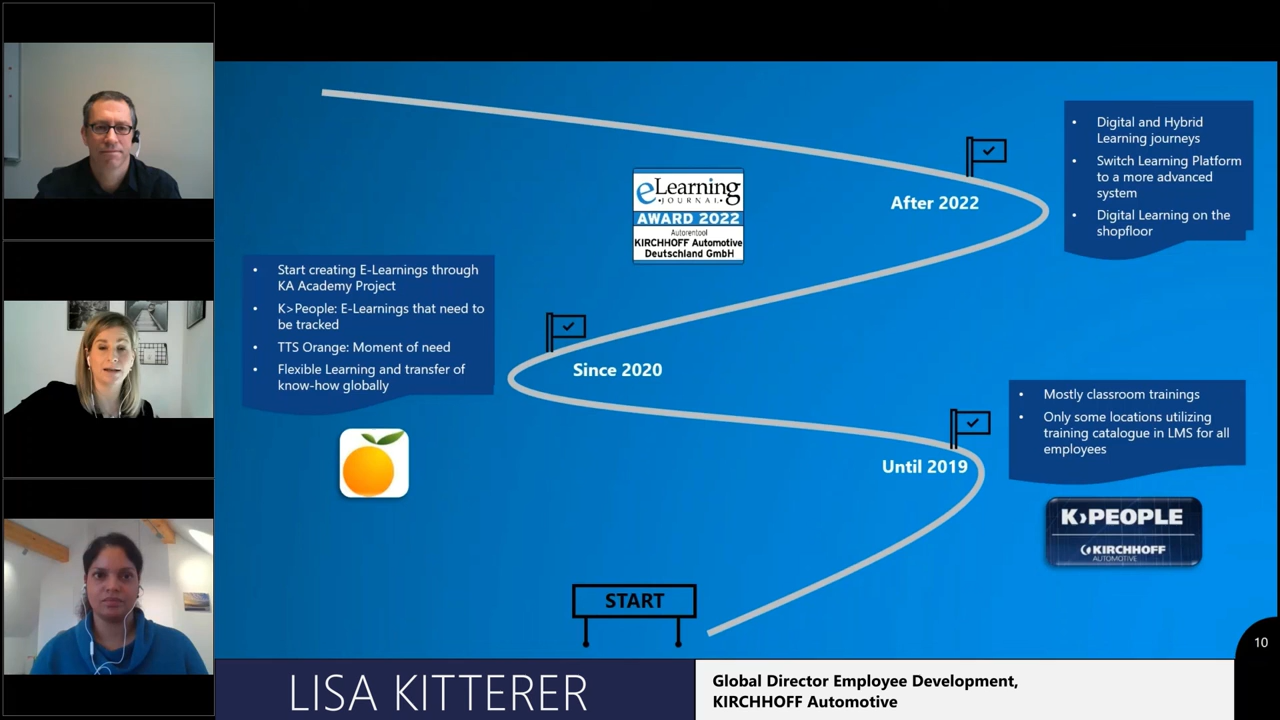 • Digital and Hybrid
Learning journeys
• Switch Learning Platform
to a more advanced
system
• Digital Learning on the
shopfloor
After 2022
eLearning
JOURNAL
AWARD 2022
Autorentool
KIRCHHOFF Automotive
Deutschland GmbH
• Start creating E-Learnings through
KA Academy Project
• K>People: E-Learnings that need to
be tracked
• TTS Orange: Moment of need
• Flexible Learning and transfer of
know-how globally
Since 2020
• Mostly classroom trainings
• Only some locations utilizing
training catalogue in LMS for all
employees
Until 2019
K›PEOPLE
KIRCHHOFF
AUTOMOTIVE
START
10
LISA KITTERER
Global Director Employee Development,
KIRCHHOFF Automotive